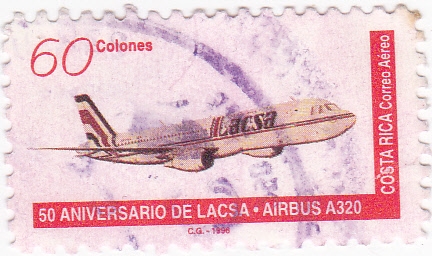 60 Colones
Lacsa
COSTA RICA Correo Aéreo
50 ANIVERSARIO DE LACSA • AiRBUS A320
C.G. - 1996